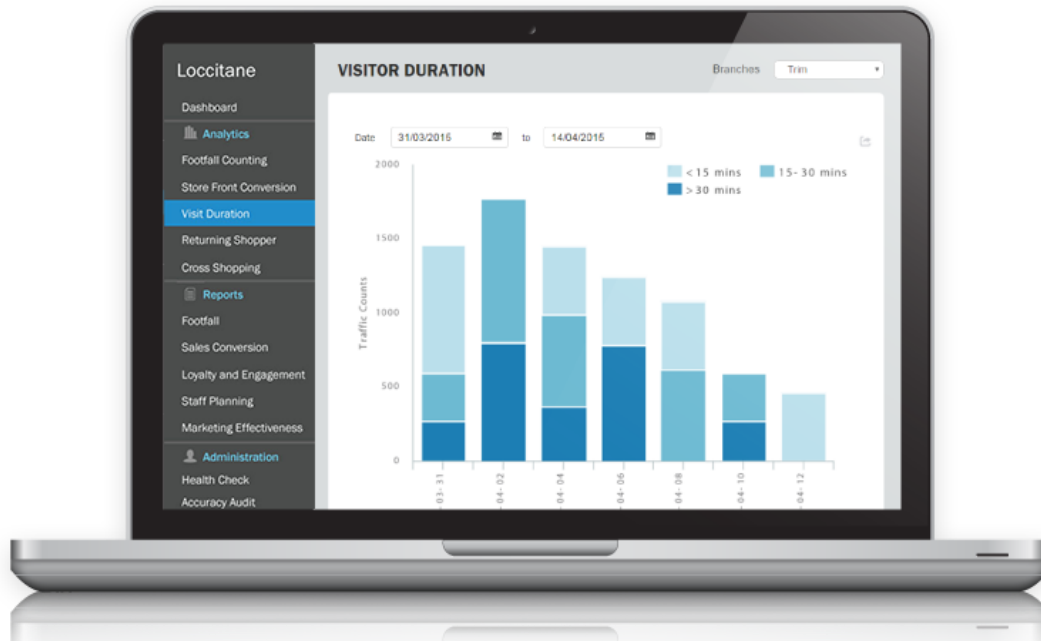 Loccitane
Dashboard
Analytics
Footfall Counting
Store Front Conversion
Visit Duration
Returning Shopper
Cross Shopping
Reports
Footfall
Sales Conversion
Loyalty and Engagement
Staff Planning
Marketing Effectiveness
Administration
Health Check
Accuracy Audit
VISITOR DURATION
Branches Trim
Date 31/03/2015 to 14/04/2015
<15 mins 15-30 mins
>30 mins
Traffic Counts
2000
1500
1000
500
0
-03-31
-04-02
-04-04
-04-06
-04-08
-04-10
-04-12